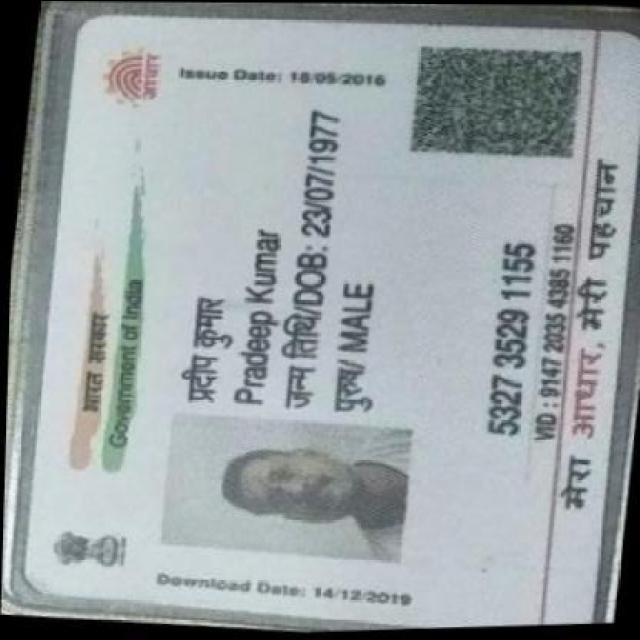 भारत सरकार
Government of India
आधार
Issue Date: 18/05/2016
प्रदीप कुमार
Pradeep Kumar
जन्म तिथि/DOB: 23/07/1977
पुरुष/ MALE
Download Date: 14/12/2019
5327 3529 1155
VID : 9147 2035 4385 1160
मेरा आधार, मेरी पहचान